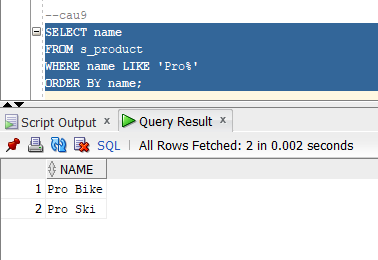 --cau9
SELECT name
FROM s_product
WHERE name LIKE 'Pro%'
ORDER BY name;
Script Output x Query Result x
SQL | All Rows Fetched: 2 in 0.002 seconds
NAME
1 Pro Bike
2 Pro Ski